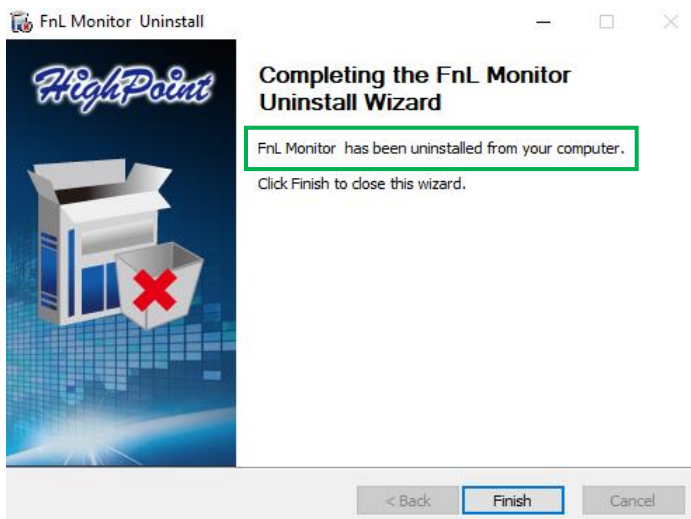 FnL Monitor Uninstall
HighPoint
Completing the FnL Monitor
Uninstall Wizard
FnL Monitor has been uninstalled from your computer.
Click Finish to close this wizard.
< Back
Finish
Cancel